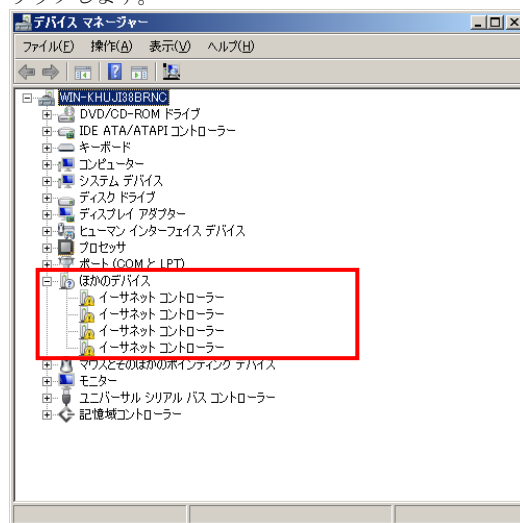 クリックします。
デバイス マネージャー
ファイル(F) 操作(A) 表示(V) ヘルプ(H)
WIN-KHUJI38BRNC
DVD/CD-ROM ドライブ
IDE ATA/ATAPI コントローラー
キーボード
コンピューター
システム デバイス
ディスク ドライブ
ディスプレイ アダプター
ヒューマン インターフェイス デバイス
プロセッサ
ポート (COM と LPT)
ほかのデバイス
イーサネット コントローラー
イーサネット コントローラー
イーサネット コントローラー
イーサネット コントローラー
マウスとそのほかのポインティング デバイス
モニター
ユニバーサル シリアル バス コントローラー
記憶域コントローラー